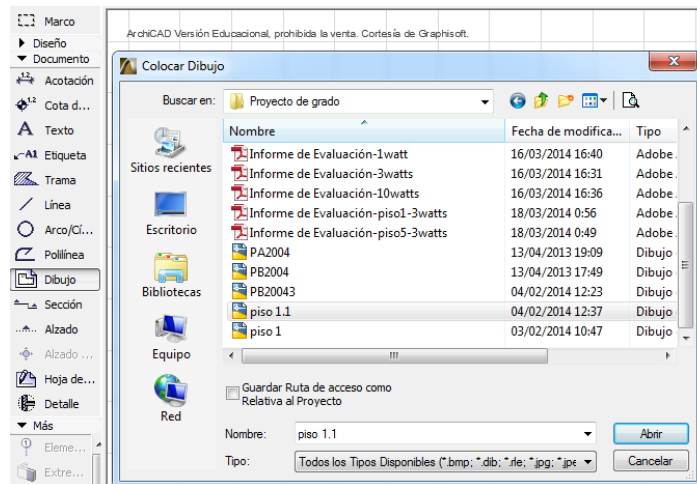 Marco
Diseño
Documento
Acotación
Cota d...
Texto
A1 Etiqueta
Trama
Línea
Arco/Cí...
Polilínea
Dibujo
Sección
Alzado
Alzado ...
Hoja de...
Detalle
Más
Eleme...
Extre...
ArchiCAD Versión Educacional, prohibida la venta. Cortesía de Graphisoft.
Colocar Dibujo
Buscar en: Proyecto de grado
Sitios recientes
Escritorio
Bibliotecas
Equipo
Red
Nombre Fecha de modifica... Tipo
Informe de Evaluación-1watt 16/03/2014 16:40 Adobe
Informe de Evaluación-3watts 16/03/2014 16:31 Adobe
Informe de Evaluación-10watts 16/03/2014 16:36 Adobe
Informe de Evaluación-piso1-3watts 18/03/2014 0:56 Adobe
Informe de Evaluación-piso5-3watts 18/03/2014 0:49 Adobe
PA2004 13/04/2013 19:09 Dibujo
PB2004 13/04/2013 17:49 Dibujo
PB20043 04/02/2014 12:23 Dibujo
piso 1.1 04/02/2014 12:37 Dibujo
piso 1 03/02/2014 10:47 Dibujo
Guardar Ruta de acceso como
Relativa al Proyecto
Nombre: piso 1.1 Abrir
Tipo: Todos los Tipos Disponibles (*.bmp; *.dib; *.rle; *.jpg; *.jpe Cancelar